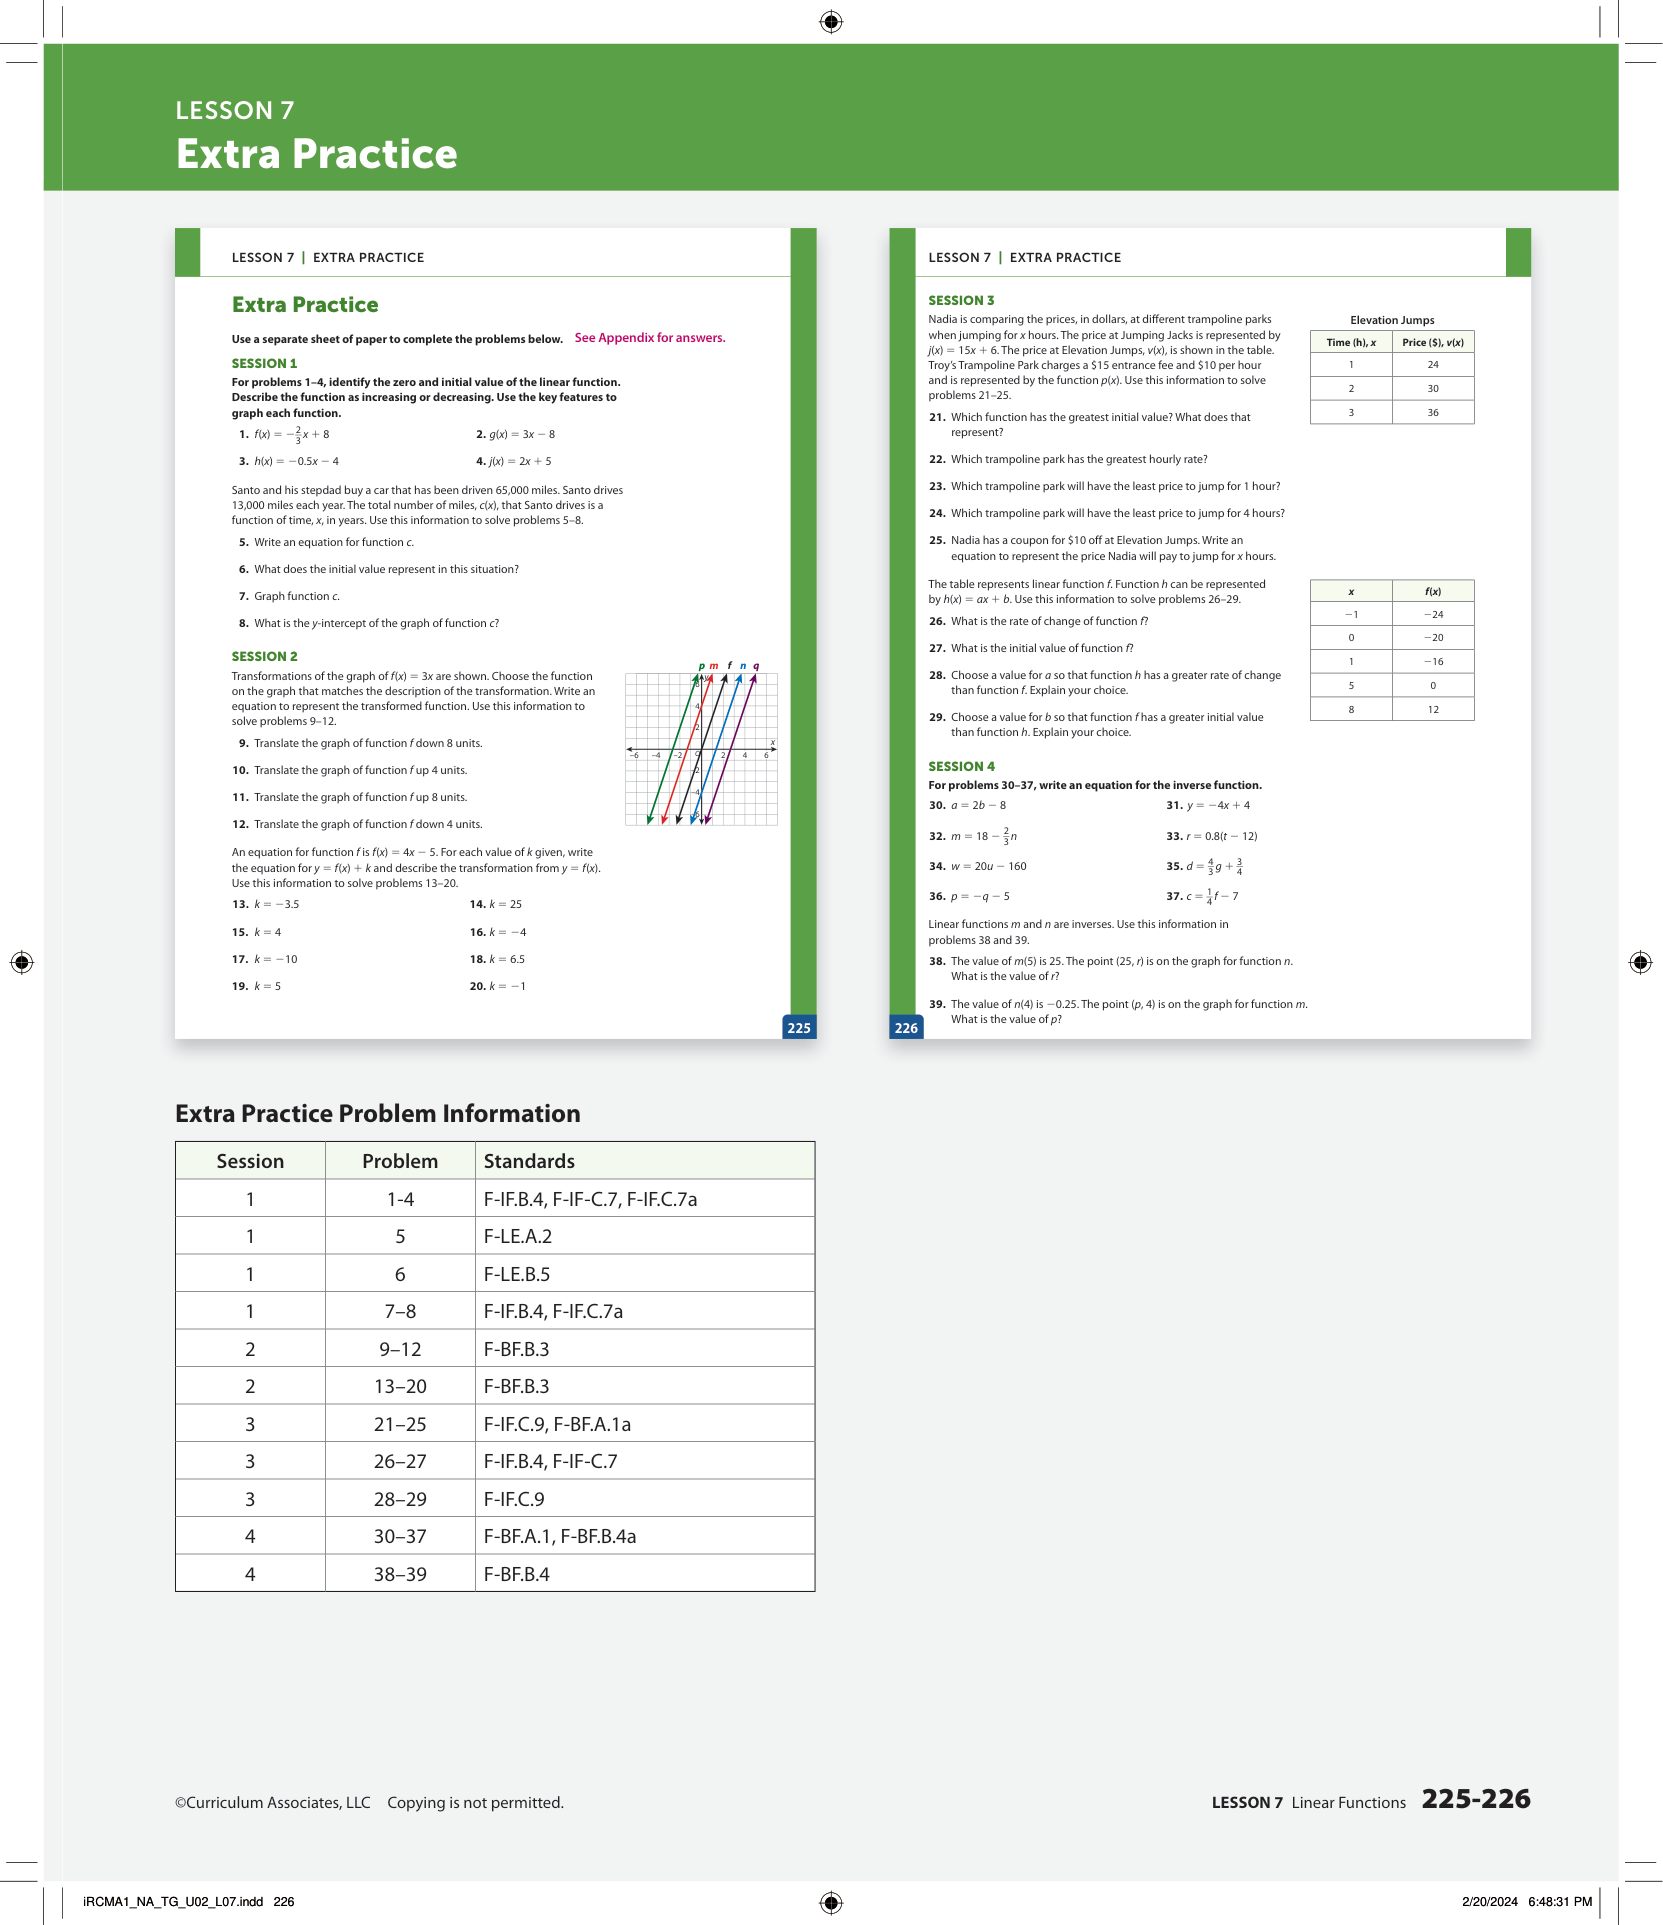 LESSON 7
Extra Practice
LESSON 7 | EXTRA PRACTICE
Extra Practice
Use a separate sheet of paper to complete the problems below. See Appendix for answers.
SESSION 1
For problems 1–4, identify the zero and initial value of the linear function.
Describe the function as increasing or decreasing. Use the key features to
graph each function.
1. f(x) = −2/3x + 8
2. g(x) = 3x − 8
3. h(x) = −0.5x − 4
4. j(x) = 2x + 5
Santo and his stepdad buy a car that has been driven 65,000 miles. Santo drives
13,000 miles each year. The total number of miles, c(x), that Santo drives is a
function of time, x, in years. Use this information to solve problems 5–8.
5. Write an equation for function c.
6. What does the initial value represent in this situation?
7. Graph function c.
8. What is the y-intercept of the graph of function c?
SESSION 2
Transformations of the graph of f(x) = 3x are shown. Choose the function
on the graph that matches the description of the transformation. Write an
equation to represent the transformed function. Use this information to
solve problems 9–12.
9. Translate the graph of function f down 8 units.
10. Translate the graph of function f up 4 units.
11. Translate the graph of function f up 8 units.
12. Translate the graph of function f down 4 units.
p m f n q
x
−6 −4 −2 2 4 6
4
2
An equation for function f is f(x) = 4x − 5. For each value of k given, write
the equation for y = f(x) + k and describe the transformation from y = f(x).
Use this information to solve problems 13–20.
13. k = −3.5
14. k = 25
15. k = 4
16. k = −4
17. k = −10
18. k = 6.5
19. k = 5
20. k = −1
225
LESSON 7 | EXTRA PRACTICE
SESSION 3
Nadia is comparing the prices, in dollars, at different trampoline parks
when jumping for x hours. The price at Jumping Jacks is represented by
j(x) = 15x + 6. The price at Elevation Jumps, v(x), is shown in the table.
Troy's Trampoline Park charges a $15 entrance fee and $10 per hour
and is represented by the function p(x). Use this information to solve
problems 21–25.
Elevation Jumps
Time (h), x Price ($), v(x)
1 24
2 30
3 36
21. Which function has the greatest initial value? What does that
represent?
22. Which trampoline park has the greatest hourly rate?
23. Which trampoline park will have the least price to jump for 1 hour?
24. Which trampoline park will have the least price to jump for 4 hours?
25. Nadia has a coupon for $10 off at Elevation Jumps. Write an
equation to represent the price Nadia will pay to jump for x hours.
The table represents linear function f. Function h can be represented
by h(x) = ax + b. Use this information to solve problems 26–29.
x f(x)
−1 −24
0 −20
1 −16
5 0
8 12
26. What is the rate of change of function f?
27. What is the initial value of function f?
28. Choose a value for a so that function h has a greater rate of change
than function f. Explain your choice.
29. Choose a value for b so that function f has a greater initial value
than function h. Explain your choice.
SESSION 4
For problems 30–37, write an equation for the inverse function.
30. a = 2b − 8
31. y = −4x + 4
32. m = 18 − 2/3n
33. r = 0.8(t − 12)
34. w = 20u − 160
35. d = 4/3g + 3/4
36. p = −q − 5
37. c = 1/4f − 7
Linear functions m and n are inverses. Use this information in
problems 38 and 39.
38. The value of m(5) is 25. The point (25, r) is on the graph for function n.
What is the value of r?
39. The value of n(4) is −0.25. The point (p, 4) is on the graph for function m.
What is the value of p?
226
Extra Practice Problem Information
Session Problem Standards
1 1-4 F-IF.B.4, F-IF-C.7, F-IF.C.7a
1 5 F-LE.A.2
1 6 F-LE.B.5
1 7–8 F-IF.B.4, F-IF.C.7a
2 9–12 F-BF.B.3
2 13–20 F-BF.B.3
3 21–25 F-IF.C.9, F-BF.A.1a
3 26–27 F-IF.B.4, F-IF-C.7
3 28–29 F-IF.C.9
4 30–37 F-BF.A.1, F-BF.B.4a
4 38–39 F-BF.B.4
©Curriculum Associates, LLC Copying is not permitted.
LESSON 7 Linear Functions 225-226
iRCMA1_NA_TG_U02_L07.indd 226
2/20/2024 6:48:31 PM